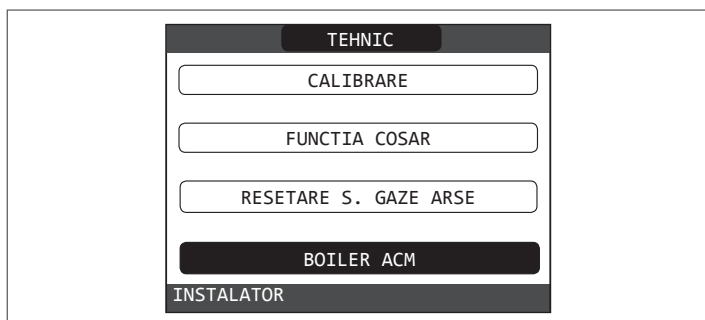 TEHNIC
CALIBRARE
FUNCTIA COSAR
RESETARE S. GAZE ARSE
BOILER ACM
INSTALATOR